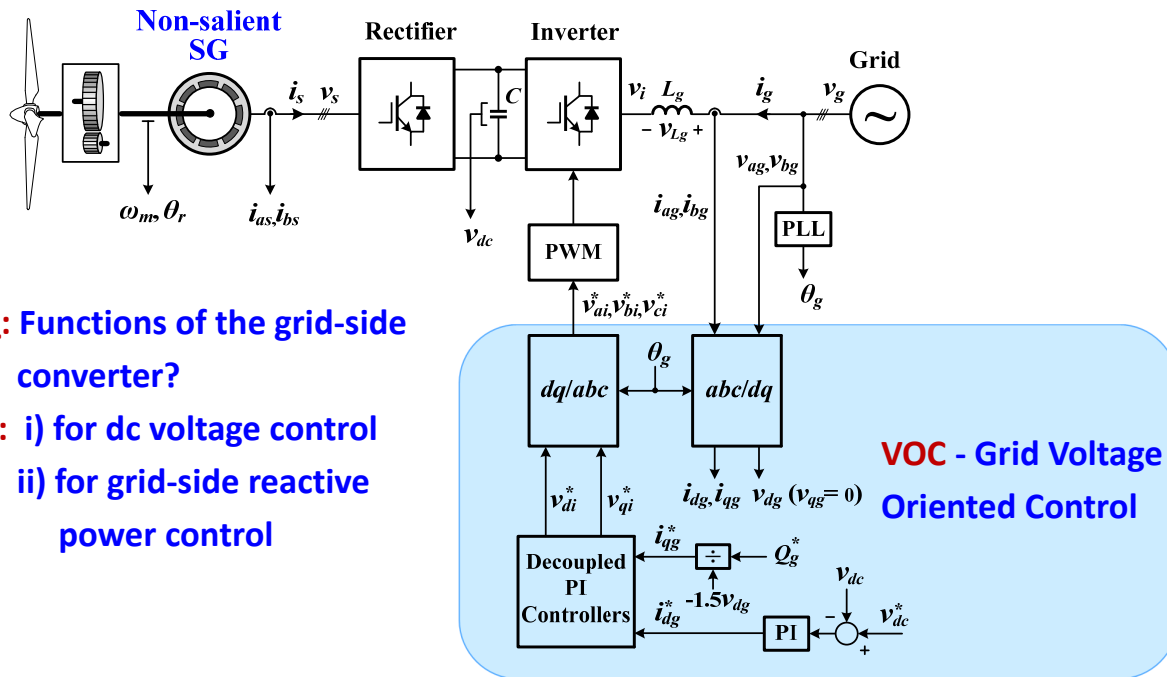 Non-salient
SG
Rectifier
Inverter
Grid
i_s
v_s
C
v_i
L_g
i_g
v_g
- v_Lg +
v_ag, v_bg
ω_m, θ_r
i_as, i_bs
v_dc
i_ag, i_bg
PWM
PLL
θ_g
v*_ai, v*_bi, v*_ci
: Functions of the grid-side
converter?
: i) for dc voltage control
ii) for grid-side reactive
power control
θ_g
dq/abc
abc/dq
VOC - Grid Voltage
Oriented Control
v*_di
v*_qi
i_dg, i_qg
v_dg (v_qg = 0)
Decoupled
PI
Controllers
i*_qg
÷
Q*_g
-1.5v_dg
i*_dg
PI
v_dc
-
+
v*_dc